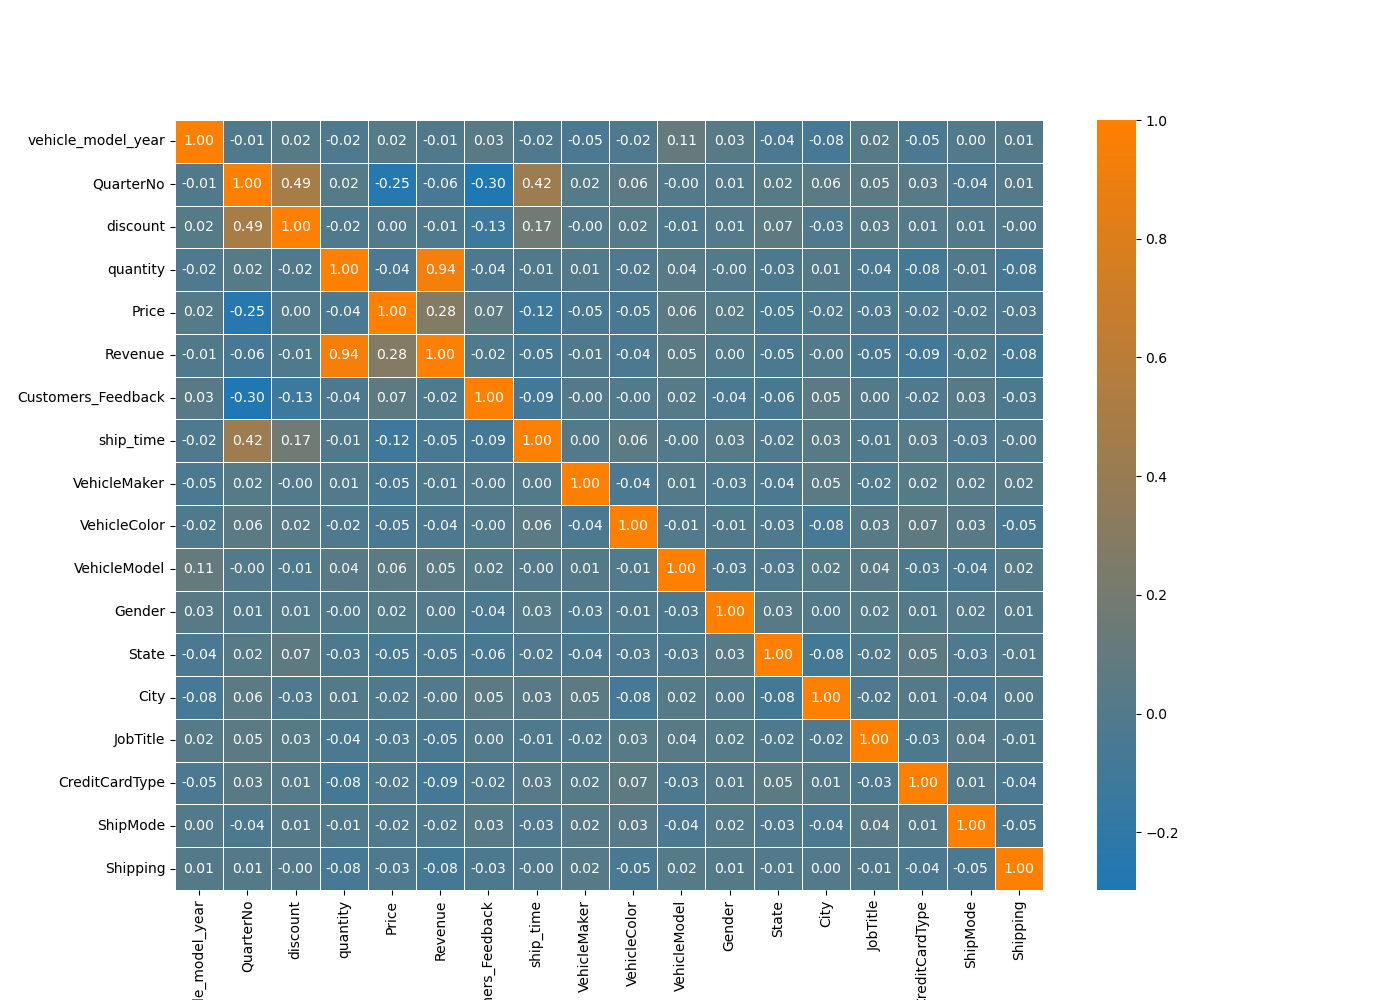 vehicle_model_year 1.00 -0.01 0.02 -0.02 0.02 -0.01 0.03 -0.02 -0.05 -0.02 0.11 0.03 -0.04 -0.08 0.02 -0.05 0.00 0.01
QuarterNo -0.01 1.00 0.49 0.02 -0.25 -0.06 -0.30 0.42 0.02 0.06 -0.00 0.01 0.02 0.06 0.05 0.03 -0.04 0.01
discount 0.02 0.49 1.00 -0.02 0.00 -0.01 -0.13 0.17 -0.00 0.02 -0.01 0.01 0.07 -0.03 0.03 0.01 0.01 -0.00
quantity -0.02 0.02 -0.02 1.00 -0.04 0.94 -0.04 -0.01 0.01 -0.02 0.04 -0.00 -0.03 0.01 -0.04 -0.08 -0.01 -0.08
Price 0.02 -0.25 0.00 -0.04 1.00 0.28 0.07 -0.12 -0.05 -0.05 0.06 0.02 -0.05 -0.02 -0.03 -0.02 -0.02 -0.03
Revenue -0.01 -0.06 -0.01 0.94 0.28 1.00 -0.02 -0.05 -0.01 -0.04 0.05 0.00 -0.05 -0.00 -0.05 -0.09 -0.02 -0.08
Customers_Feedback 0.03 -0.30 -0.13 -0.04 0.07 -0.02 1.00 -0.09 -0.00 -0.00 0.02 -0.04 -0.06 0.05 0.00 -0.02 0.03 -0.03
ship_time -0.02 0.42 0.17 -0.01 -0.12 -0.05 -0.09 1.00 0.00 0.06 -0.00 0.03 -0.02 0.03 -0.01 0.03 -0.03 -0.00
VehicleMaker -0.05 0.02 -0.00 0.01 -0.05 -0.01 -0.00 0.00 1.00 -0.04 0.01 -0.03 -0.04 0.05 -0.02 0.02 0.02 0.02
VehicleColor -0.02 0.06 0.02 -0.02 -0.05 -0.04 -0.00 0.06 -0.04 1.00 -0.01 -0.01 -0.03 -0.08 0.03 0.07 0.03 -0.05
VehicleModel 0.11 -0.00 -0.01 0.04 0.06 0.05 0.02 -0.00 0.01 -0.01 1.00 -0.03 -0.03 0.02 0.04 -0.03 -0.04 0.02
Gender 0.03 0.01 0.01 -0.00 0.02 0.00 -0.04 0.03 -0.03 -0.01 -0.03 1.00 0.03 0.00 0.02 0.01 0.02 0.01
State -0.04 0.02 0.07 -0.03 -0.05 -0.05 -0.06 -0.02 -0.04 -0.03 -0.03 0.03 1.00 -0.08 -0.02 0.05 -0.03 -0.01
City -0.08 0.06 -0.03 0.01 -0.02 -0.00 0.05 0.03 0.05 -0.08 0.02 0.00 -0.08 1.00 -0.02 0.01 -0.04 0.00
JobTitle 0.02 0.05 0.03 -0.04 -0.03 -0.05 0.00 -0.01 -0.02 0.03 0.04 0.02 -0.02 -0.02 1.00 -0.03 0.04 -0.01
CreditCardType -0.05 0.03 0.01 -0.08 -0.02 -0.09 -0.02 0.03 0.02 0.07 -0.03 0.01 0.05 0.01 -0.03 1.00 0.01 -0.04
ShipMode 0.00 -0.04 0.01 -0.01 -0.02 -0.02 0.03 -0.03 0.02 0.03 -0.04 0.02 -0.03 -0.04 0.04 0.01 1.00 -0.05
Shipping 0.01 0.01 -0.00 -0.08 -0.03 -0.08 -0.03 -0.00 0.02 -0.05 0.02 0.01 -0.01 0.00 -0.01 -0.04 -0.05 1.00
le_model_year
QuarterNo
discount
quantity
Price
Revenue
ners_Feedback
ship_time
VehicleMaker
VehicleColor
VehicleModel
Gender
State
City
JobTitle
CreditCardType
ShipMode
Shipping
1.0
0.8
0.6
0.4
0.2
0.0
−0.2